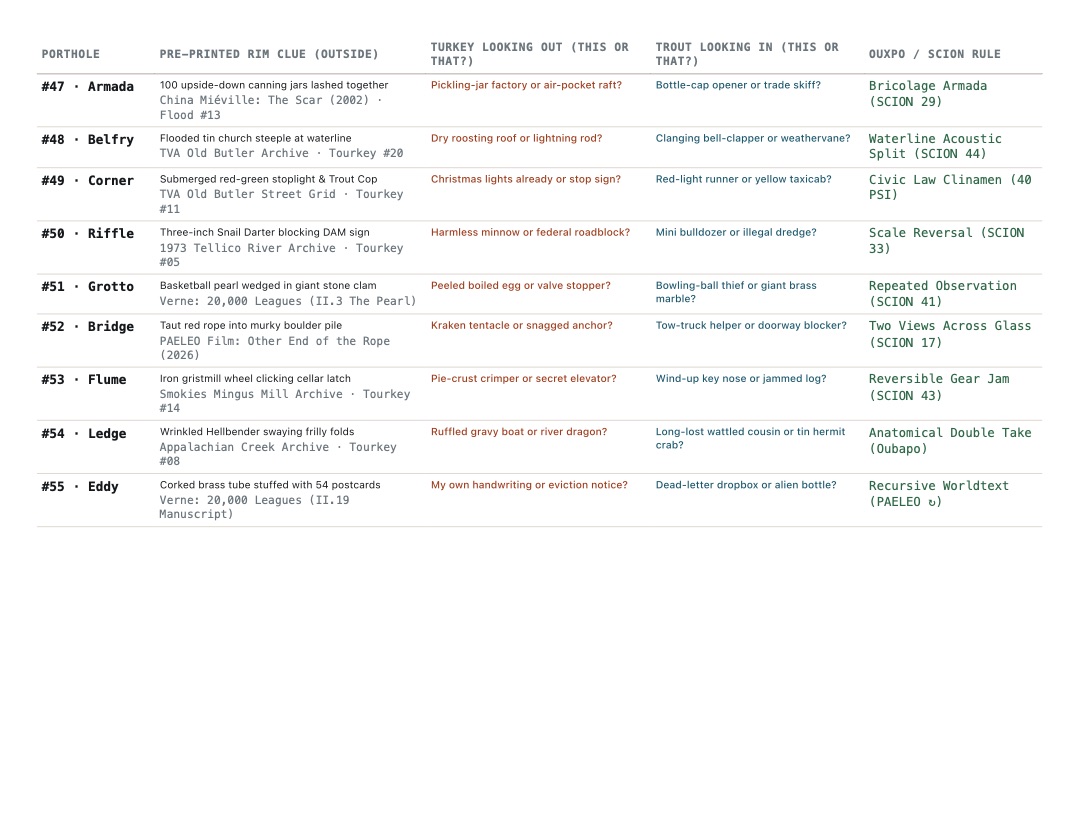 PORTHOLE
PRE-PRINTED RIM CLUE (OUTSIDE)
TURKEY LOOKING OUT (THIS OR
THAT?)
TROUT LOOKING IN (THIS OR
THAT?)
OUXPO / SCION RULE
#47 · Armada
100 upside-down canning jars lashed together
China Miéville: The Scar (2002) ·
Flood #13
Pickling-jar factory or air-pocket raft?
Bottle-cap opener or trade skiff?
Bricolage Armada
(SCION 29)
#48 · Belfry
Flooded tin church steeple at waterline
TVA Old Butler Archive · Tourkey #20
Dry roosting roof or lightning rod?
Clanging bell-clapper or weathervane?
Waterline Acoustic
Split (SCION 44)
#49 · Corner
Submerged red-green stoplight & Trout Cop
TVA Old Butler Street Grid · Tourkey
#11
Christmas lights already or stop sign?
Red-light runner or yellow taxicab?
Civic Law Clinamen (40
PSI)
#50 · Riffle
Three-inch Snail Darter blocking DAM sign
1973 Tellico River Archive · Tourkey
#05
Harmless minnow or federal roadblock?
Mini bulldozer or illegal dredge?
Scale Reversal (SCION
33)
#51 · Grotto
Basketball pearl wedged in giant stone clam
Verne: 20,000 Leagues (II.3 The Pearl)
Peeled boiled egg or valve stopper?
Bowling-ball thief or giant brass
marble?
Repeated Observation
(SCION 41)
#52 · Bridge
Taut red rope into murky boulder pile
PAELEO Film: Other End of the Rope
(2026)
Kraken tentacle or snagged anchor?
Tow-truck helper or doorway blocker?
Two Views Across Glass
(SCION 17)
#53 · Flume
Iron gristmill wheel clicking cellar latch
Smokies Mingus Mill Archive · Tourkey
#14
Pie-crust crimper or secret elevator?
Wind-up key nose or jammed log?
Reversible Gear Jam
(SCION 43)
#54 · Ledge
Wrinkled Hellbender swaying frilly folds
Appalachian Creek Archive · Tourkey
#08
Ruffled gravy boat or river dragon?
Long-lost wattled cousin or tin hermit
crab?
Anatomical Double Take
(Oubapo)
#55 · Eddy
Corked brass tube stuffed with 54 postcards
Verne: 20,000 Leagues (II.19
Manuscript)
My own handwriting or eviction notice?
Dead-letter dropbox or alien bottle?
Recursive Worldtext
(PAELEO ↻)